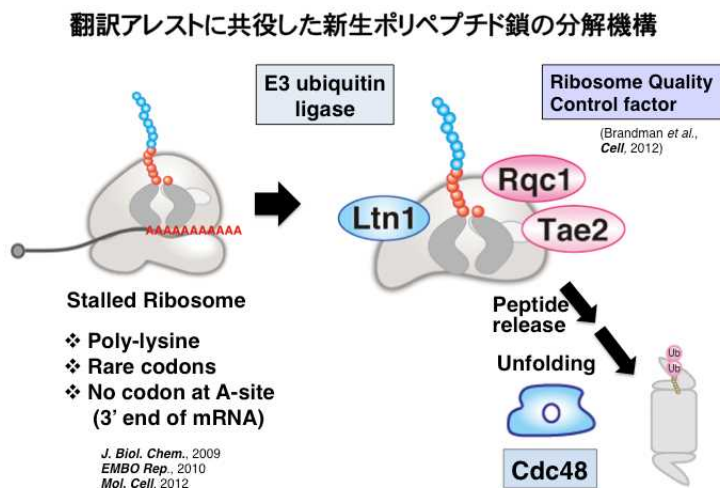 翻訳アレストに共役した新生ポリペプチド鎖の分解機構
E3 ubiquitin
ligase
Ribosome Quality
Control factor
(Brandman et al.,
Cell, 2012)
Rqc1
Ltn1
Tae2
AAAAAAAAAAA
Stalled Ribosome
❖ Poly-lysine
❖ Rare codons
❖ No codon at A-site
(3' end of mRNA)
J. Biol. Chem., 2009
EMBO Rep., 2010
Mol. Cell, 2012
Peptide
release
Unfolding
Cdc48
Ub
Ub